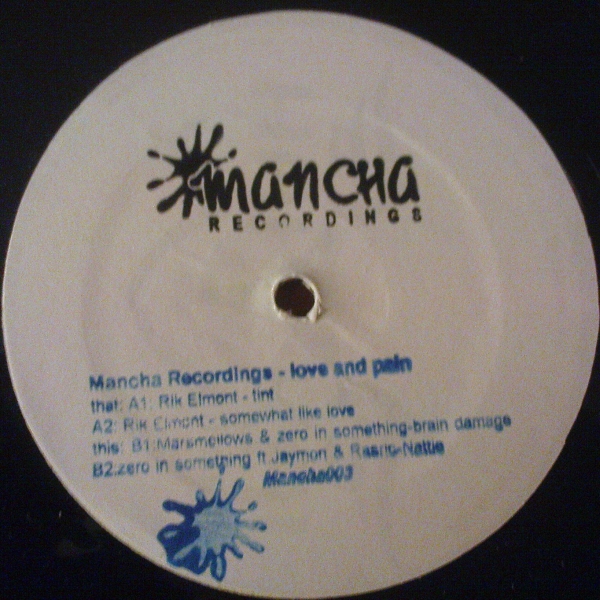 mancha
RECORDINGS
Mancha Recordings - love and pain
that: A1: Rik Elmont - tint
A2: Rik Elmont - somewhat like love
this: B1:Marsmellows & zero in something-brain damage
B2:zero in something ft.Jaymon & Nattie
Mancha003